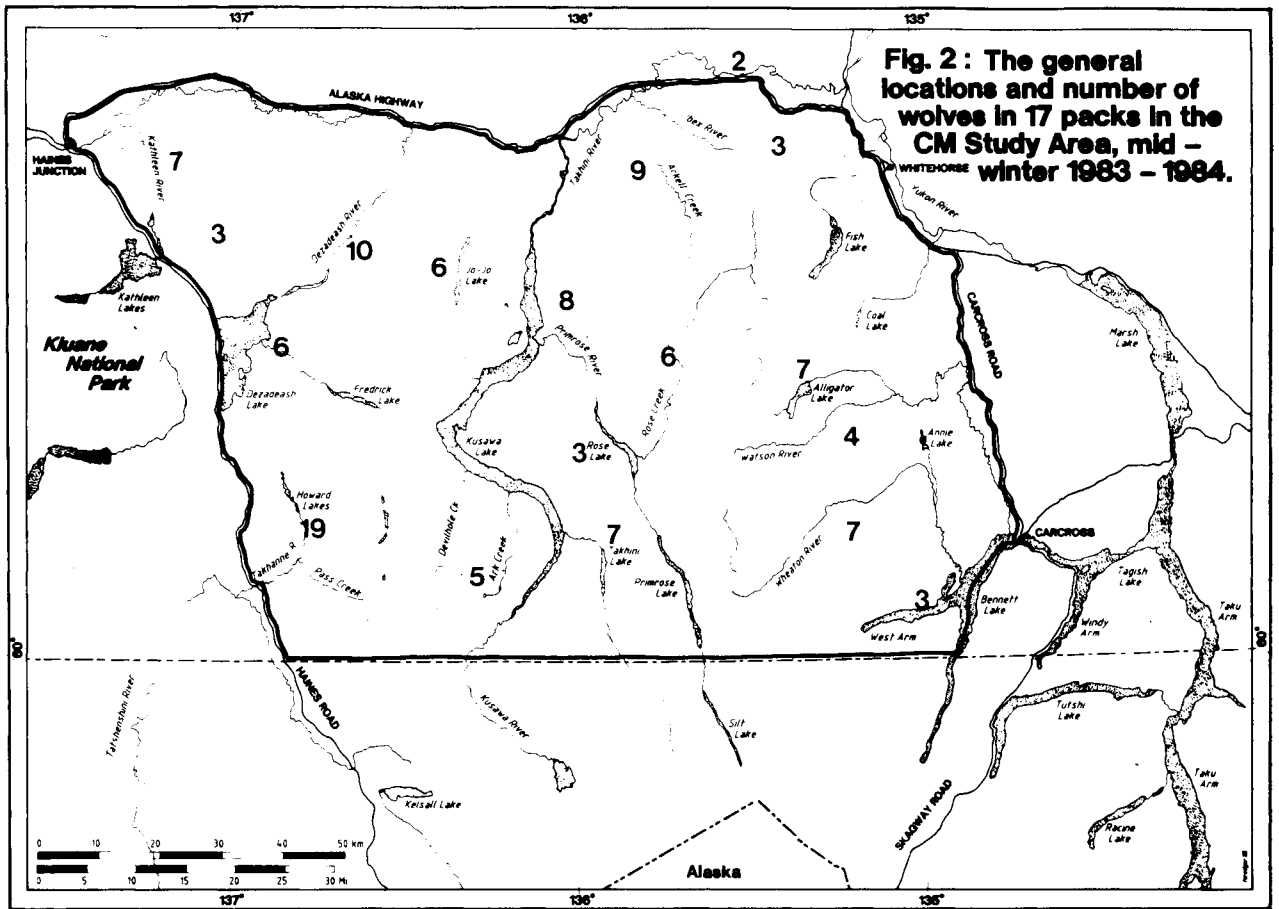 137°
136°
135°
Fig. 2 : The general
locations and number of
wolves in 17 packs in the
CM Study Area, mid –
winter 1983 – 1984.
2
ALASKA HIGHWAY
HAINES
JUNCTION
Kathleen River
7
Takhini River
Ibex River
3
WHITEHORSE
9
Arkell Creek
Yukon River
3
Dezadeash River
10
6
Jo-Jo
Lake
Fish
Lake
Kathleen
Lakes
8
Coal
Lake
CARCROSS ROAD
Marsh
Lake
Kluane
National
Park
6
Primrose River
6
7
Alligator
Lake
Dezadeash
Lake
Fredrick
Lake
Rose Creek
Kusawa
Lake
3
Rose
Lake
Watson River
4
Annie
Lake
Howard
Lakes
19
Devilhole Ck
Ark Creek
7
Takhini
Lake
7
Wheaton River
CARCROSS
Takhanne R.
Pass Creek
5
Primrose
Lake
3
Bennett
Lake
Tagish
Lake
West Arm
Windy
Arm
Taku
Arm
60°
60°
HAINES ROAD
Tatshenshini River
Kusawa River
Silt
Lake
Tutshi
Lake
Kelsall Lake
SKAGWAY ROAD
Taku
Arm
Racine
Lake
0 10 20 30 40 50 km
0 5 10 15 20 25 30 Mi
Alaska
137°
136°
135°